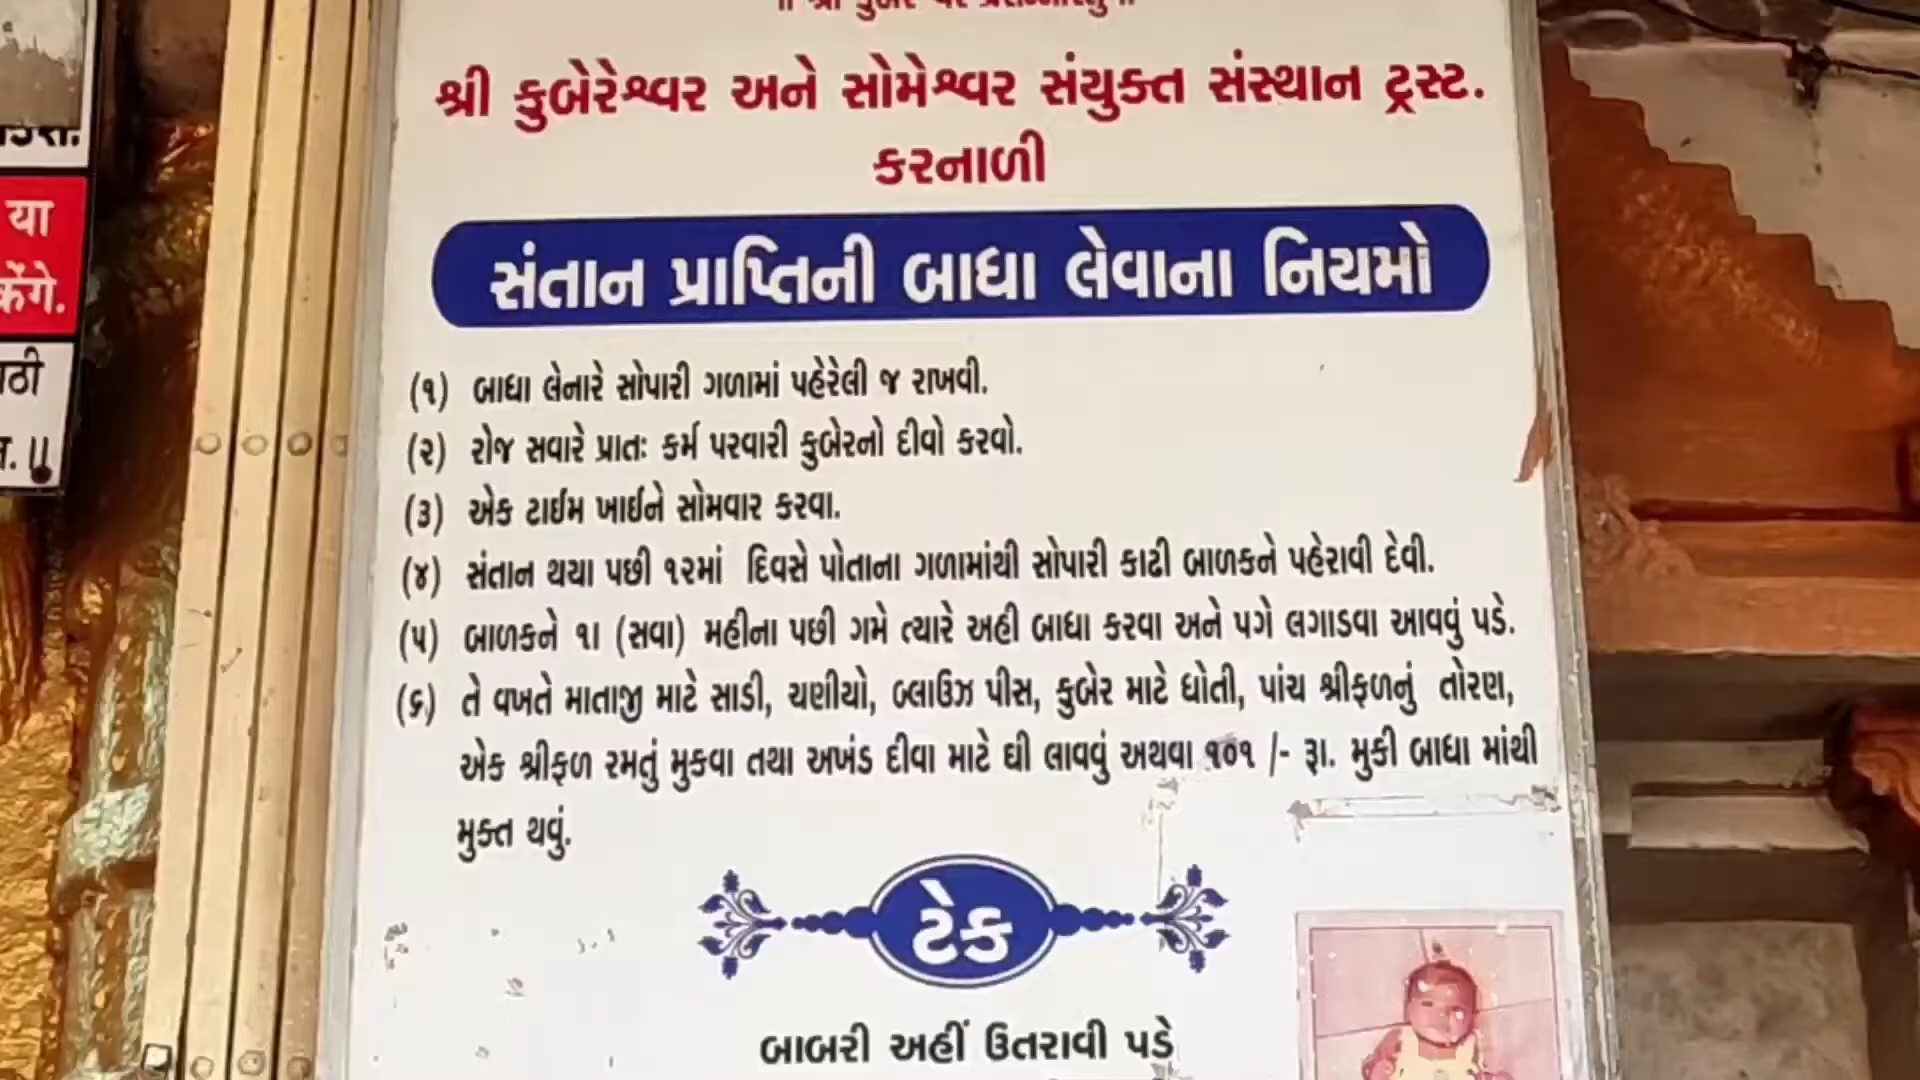 શ્રી કુબેરેશ્વર અને સોમેશ્વર સંયુક્ત સંસ્થાન ટ્રસ્ટ.
કરનાળી
સંતાન પ્રાપ્તિની બાધા લેવાના નિયમો
(૧) બાધા લેનારે સોપારી ગળામાં પહેરેલી જ રાખવી.
(૨) રોજ સવારે પ્રાતઃ કર્મ પરવારી કુબેરનો દીવો કરવો.
(૩) એક ટાઈમ ખાઈને સોમવાર કરવા.
(૪) સંતાન થયા પછી ૧૨માં દિવસે પોતાના ગળામાંથી સોપારી કાઢી બાળકને પહેરાવી દેવી.
(૫) બાળકને ૧ા (સવા) મહીના પછી ગમે ત્યારે અહી બાધા કરવા અને પગે લગાડવા આવવું પડે.
(૬) તે વખતે માતાજી માટે સાડી, ચણીયો, બ્લાઉઝ પીસ, કુબેર માટે ધોતી, પાંચ શ્રીફળનું તોરણ,
એક શ્રીફળ રમતું મુકવા તથા અખંડ દીવા માટે ઘી લાવવું અથવા ૧૦૧ /- રૂા. મુકી બાધા માંથી
મુક્ત થવું.
ટેક
બાબરી અહીં ઉતરાવી પડે
या